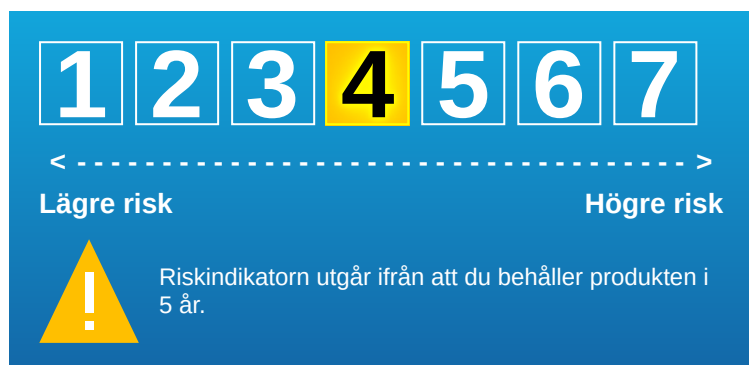 1 2 3 4 5 6 7
< - - - - - - - - - - - - - - - - - - - - - - - - - - - - - - - - - - - - >
Lägre risk Högre risk
!
Riskindikatorn utgår ifrån att du behåller produkten i
5 år.